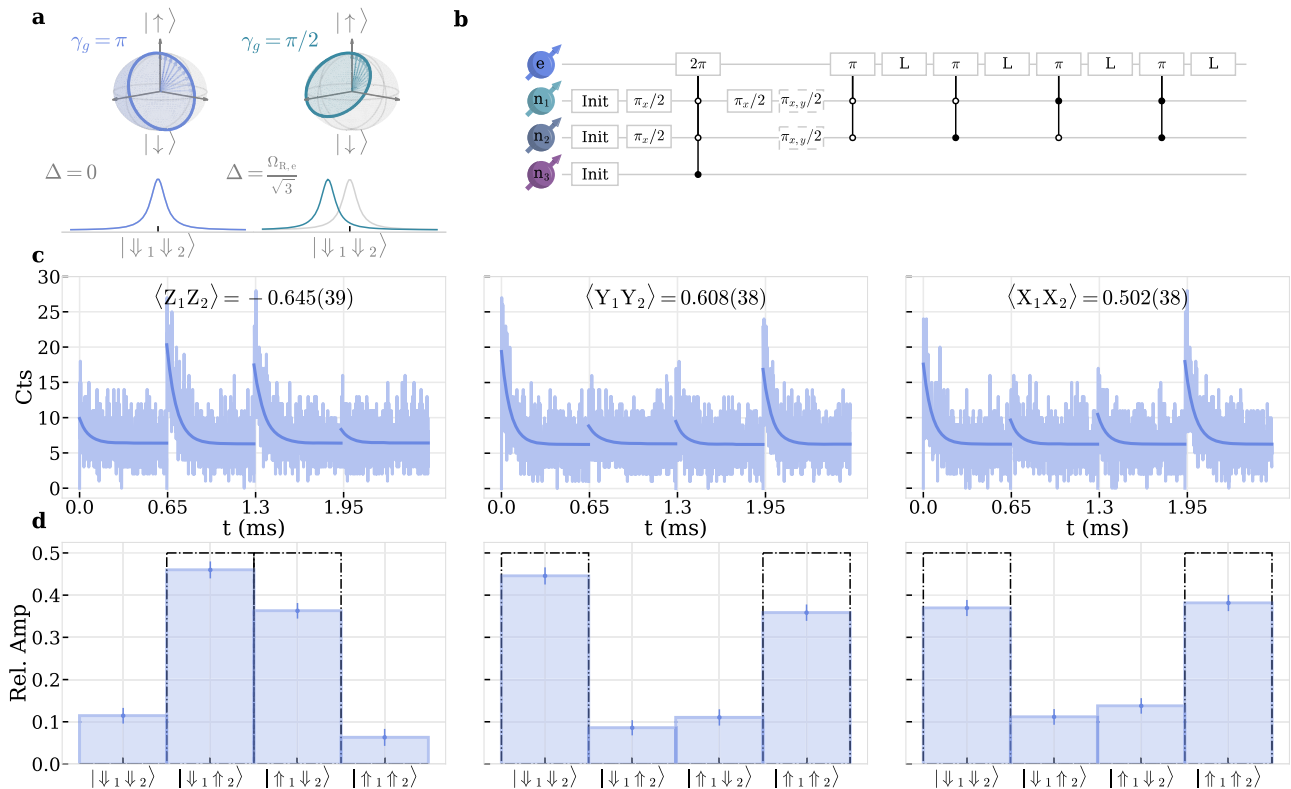 a
b
|↑⟩ |↑⟩
γg = π γg = π/2
|↓⟩ |↓⟩
Δ = 0 Δ = ΩR,e/√3
|⇓1⇓2⟩ |⇓1⇓2⟩
e 2π π L π L π L π L
n1 Init πx/2 πx/2 πx,y/2
n2 Init πx/2 πx,y/2
n3 Init
c
⟨Z1Z2⟩ = −0.645(39) ⟨Y1Y2⟩ = 0.608(38) ⟨X1X2⟩ = 0.502(38)
30
25
20
15
10
5
0
Cts
0.0 0.65 1.3 1.95 0.0 0.65 1.3 1.95 0.0 0.65 1.3 1.95
t (ms) t (ms) t (ms)
d
0.5
0.4
0.3
0.2
0.1
0.0
Rel. Amp
|⇓1⇓2⟩ |⇓1⇑2⟩ |⇑1⇓2⟩ |⇑1⇑2⟩ |⇓1⇓2⟩ |⇓1⇑2⟩ |⇑1⇓2⟩ |⇑1⇑2⟩ |⇓1⇓2⟩ |⇓1⇑2⟩ |⇑1⇓2⟩ |⇑1⇑2⟩